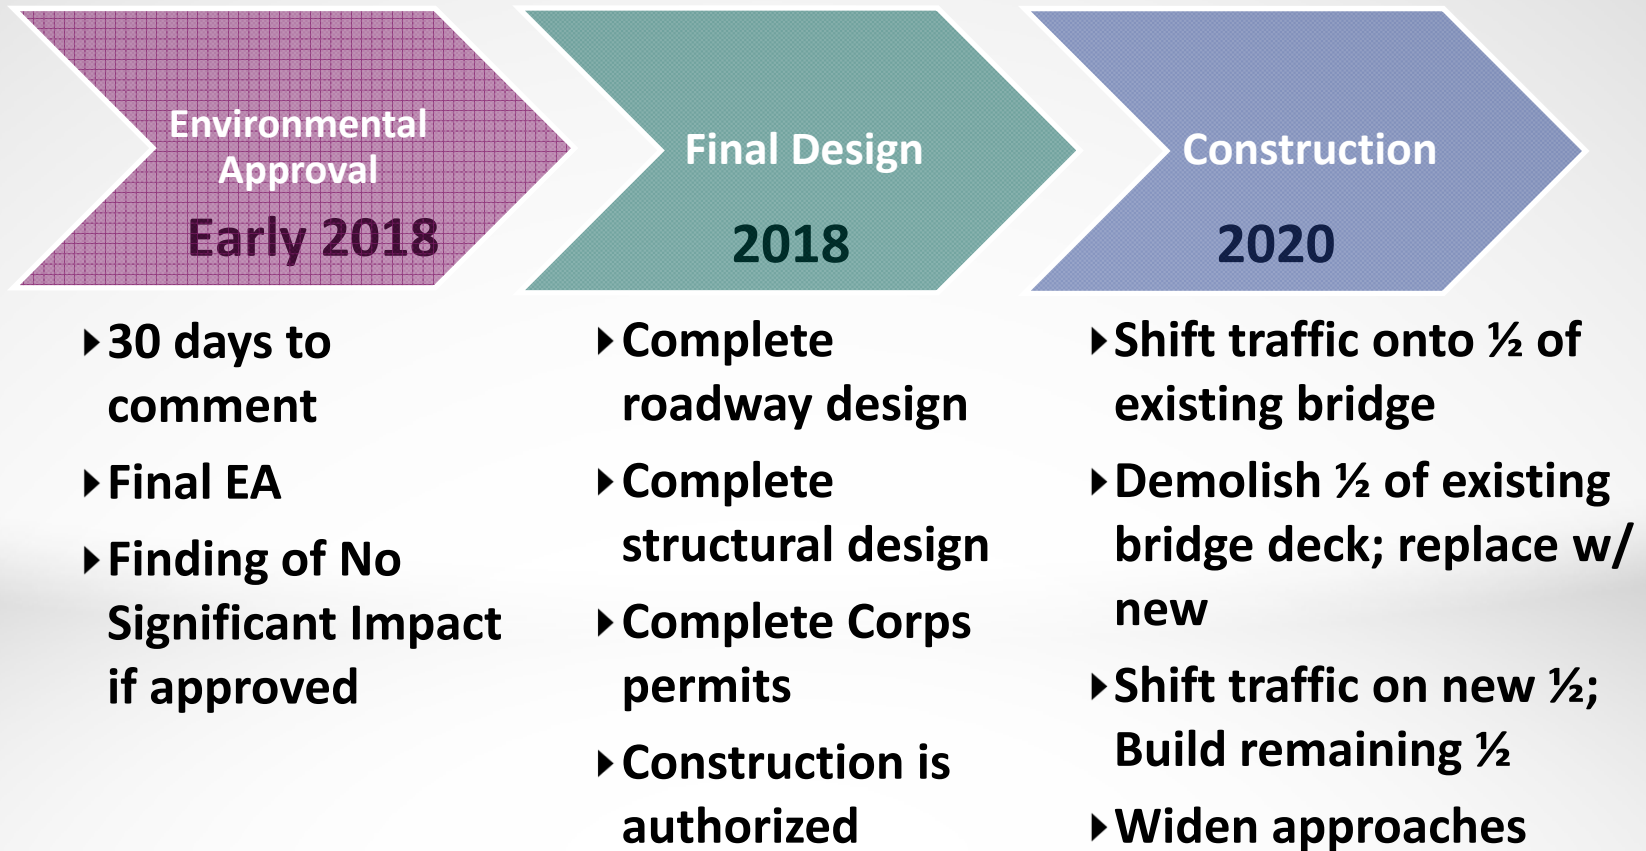 Environmental
Approval
Early 2018
30 days to
comment
Final EA
Finding of No
Significant Impact
if approved
Final Design
2018
Complete
roadway design
Complete
structural design
Complete Corps
permits
Construction is
authorized
Construction
2020
Shift traffic onto ½ of
existing bridge
Demolish ½ of existing
bridge deck; replace w/
new
Shift traffic on new ½;
Build remaining ½
Widen approaches